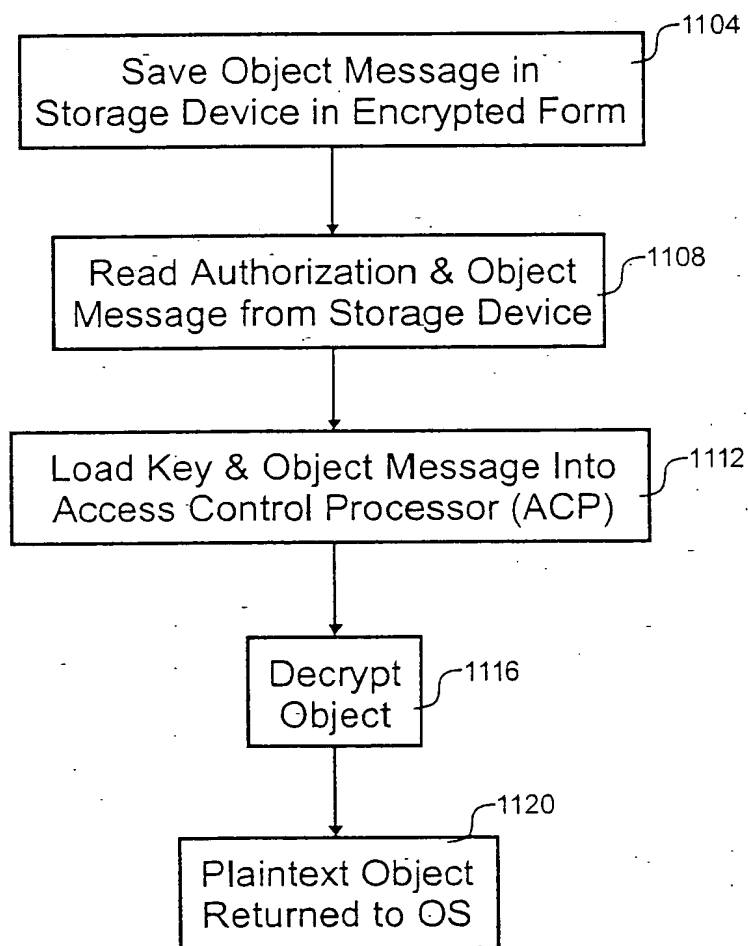 1104
Save Object Message in
Storage Device in Encrypted Form
1108
Read Authorization & Object
Message from Storage Device
1112
Load Key & Object Message Into
Access Control Processor (ACP)
1116
Decrypt
Object
1120
Plaintext Object
Returned to OS